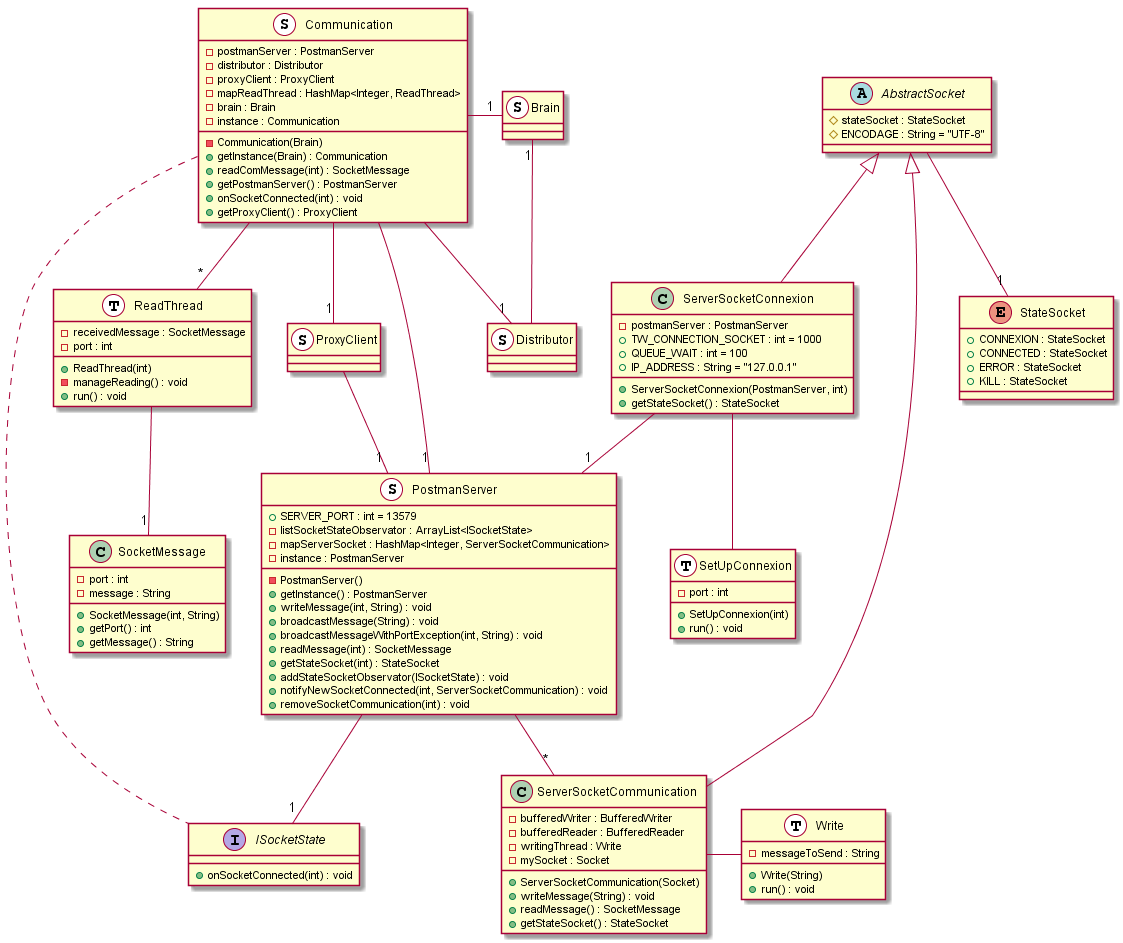 S Communication
postmanServer : PostmanServer
distributor : Distributor
proxyClient : ProxyClient
mapReadThread : HashMap<Integer, ReadThread>
brain : Brain
instance : Communication
Communication(Brain)
getInstance(Brain) : Communication
readComMessage(int) : SocketMessage
getPostmanServer() : PostmanServer
onSocketConnected(int) : void
getProxyClient() : ProxyClient
1
S Brain
1
A AbstractSocket
stateSocket : StateSocket
ENCODAGE : String = "UTF-8"
*
T ReadThread
receivedMessage : SocketMessage
port : int
ReadThread(int)
manageReading() : void
run() : void
1
S ProxyClient
1
S Distributor
C ServerSocketConnexion
postmanServer : PostmanServer
TW_CONNECTION_SOCKET : int = 1000
QUEUE_WAIT : int = 100
IP_ADDRESS : String = "127.0.0.1"
ServerSocketConnexion(PostmanServer, int)
getStateSocket() : StateSocket
1
E StateSocket
CONNEXION : StateSocket
CONNECTED : StateSocket
ERROR : StateSocket
KILL : StateSocket
1
1
1
S PostmanServer
SERVER_PORT : int = 13579
listSocketStateObservator : ArrayList<ISocketState>
mapServerSocket : HashMap<Integer, ServerSocketCommunication>
instance : PostmanServer
PostmanServer()
getInstance() : PostmanServer
writeMessage(int, String) : void
broadcastMessage(String) : void
broadcastMessageWithPortException(int, String) : void
readMessage(int) : SocketMessage
getStateSocket(int) : StateSocket
addStateSocketObservator(ISocketState) : void
notifyNewSocketConnected(int, ServerSocketCommunication) : void
removeSocketCommunication(int) : void
1
C SocketMessage
port : int
message : String
SocketMessage(int, String)
getPort() : int
getMessage() : String
T SetUpConnexion
port : int
SetUpConnexion(int)
run() : void
1
I ISocketState
onSocketConnected(int) : void
*
C ServerSocketCommunication
bufferedWriter : BufferedWriter
bufferedReader : BufferedReader
writingThread : Write
mySocket : Socket
ServerSocketCommunication(Socket)
writeMessage(String) : void
readMessage() : SocketMessage
getStateSocket() : StateSocket
T Write
messageToSend : String
Write(String)
run() : void